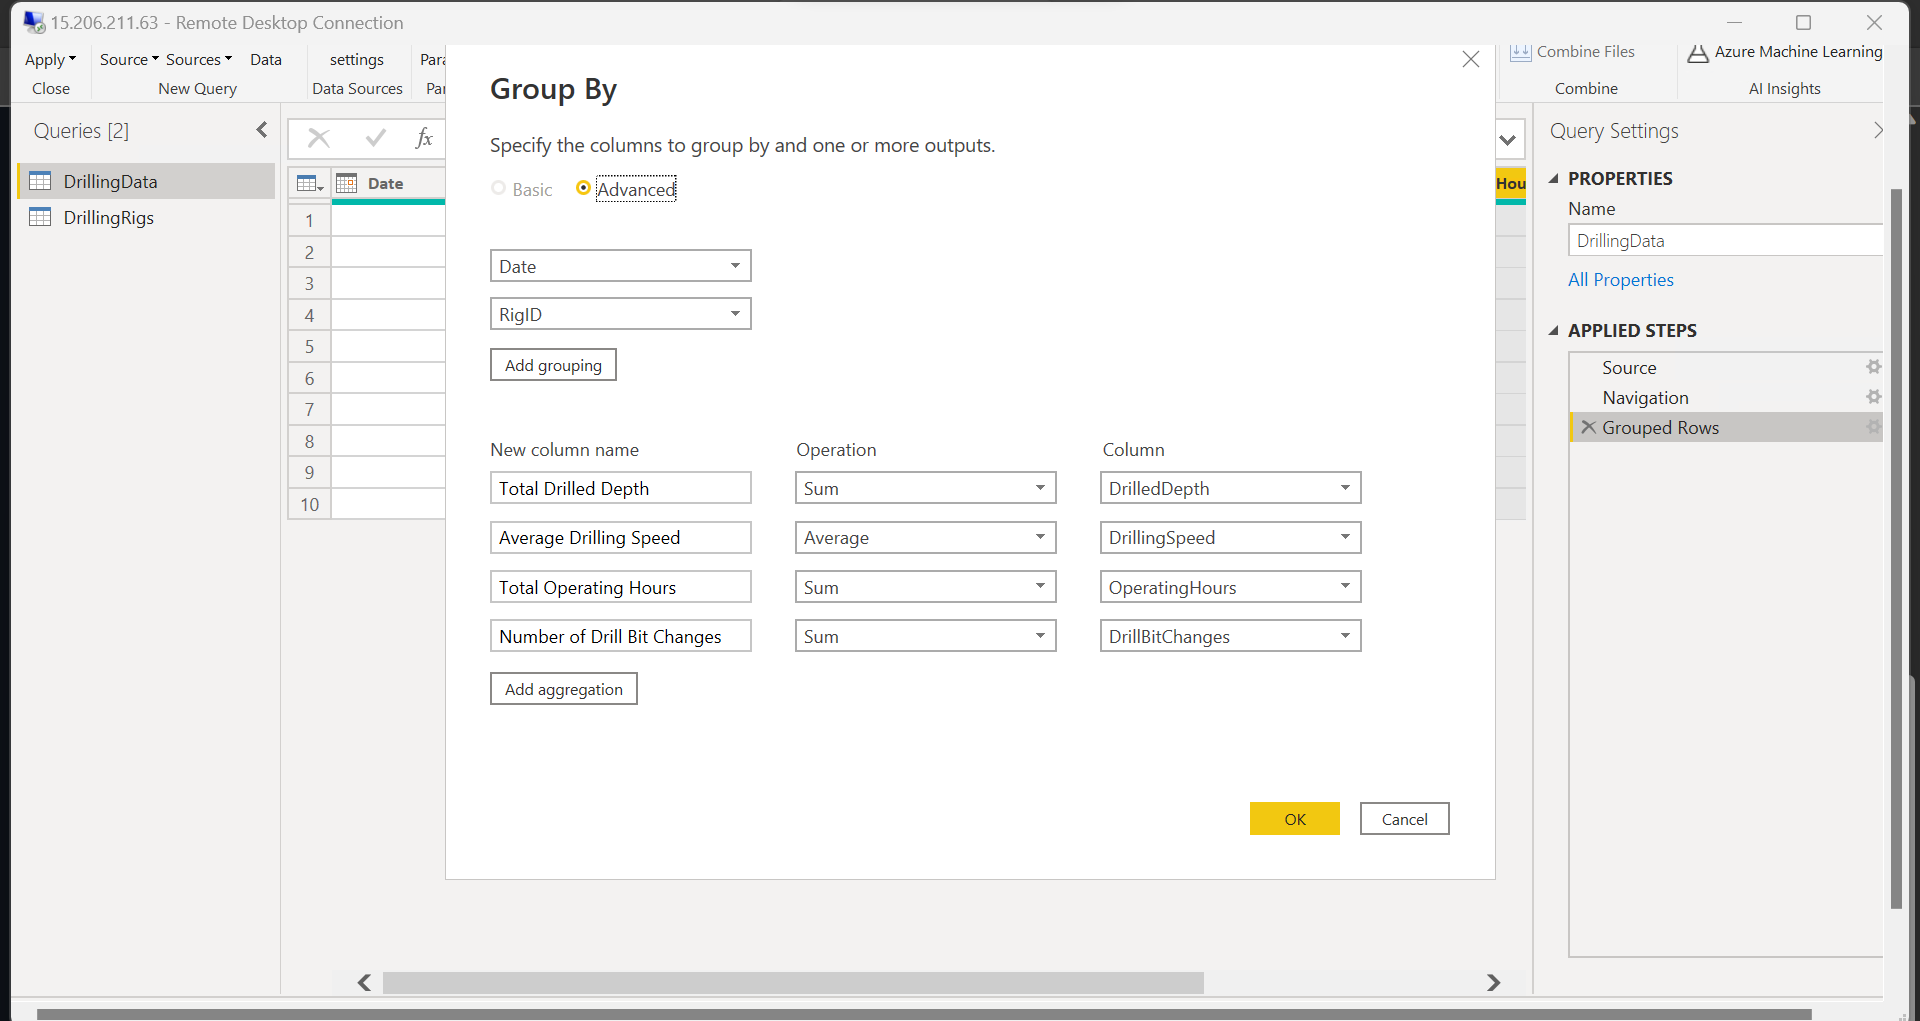 15.206.211.63 - Remote Desktop Connection
Apply Source Sources Data settings
Combine Files Azure Machine Learning
Close New Query Data Sources
Combine AI Insights
Group By
Queries [2]
fx
Specify the columns to group by and one or more outputs.
Query Settings
DrillingData
DrillingRigs
Date
Basic Advanced
Hou
PROPERTIES
Name
DrillingData
All Properties
1
2
3
4
5
6
7
8
9
10
Date
RigID
Add grouping
APPLIED STEPS
Source
Navigation
Grouped Rows
New column name Operation Column
Total Drilled Depth Sum DrilledDepth
Average Drilling Speed Average DrillingSpeed
Total Operating Hours Sum OperatingHours
Number of Drill Bit Changes Sum DrillBitChanges
Add aggregation
OK Cancel